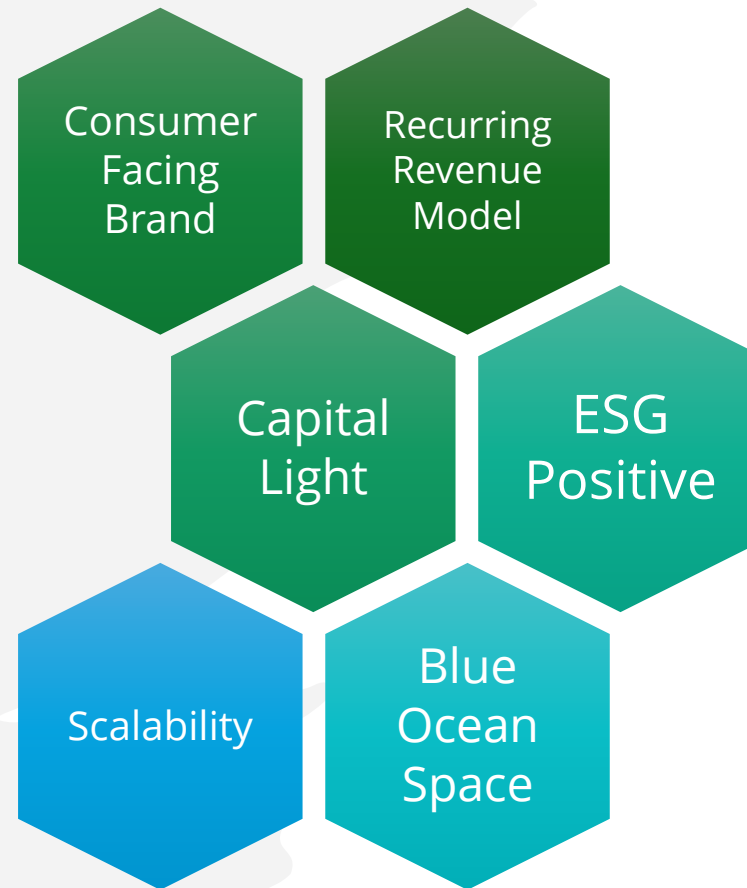 Consumer
Facing
Brand
Recurring
Revenue
Model
Capital
Light
ESG
Positive
Scalability
Blue
Ocean
Space